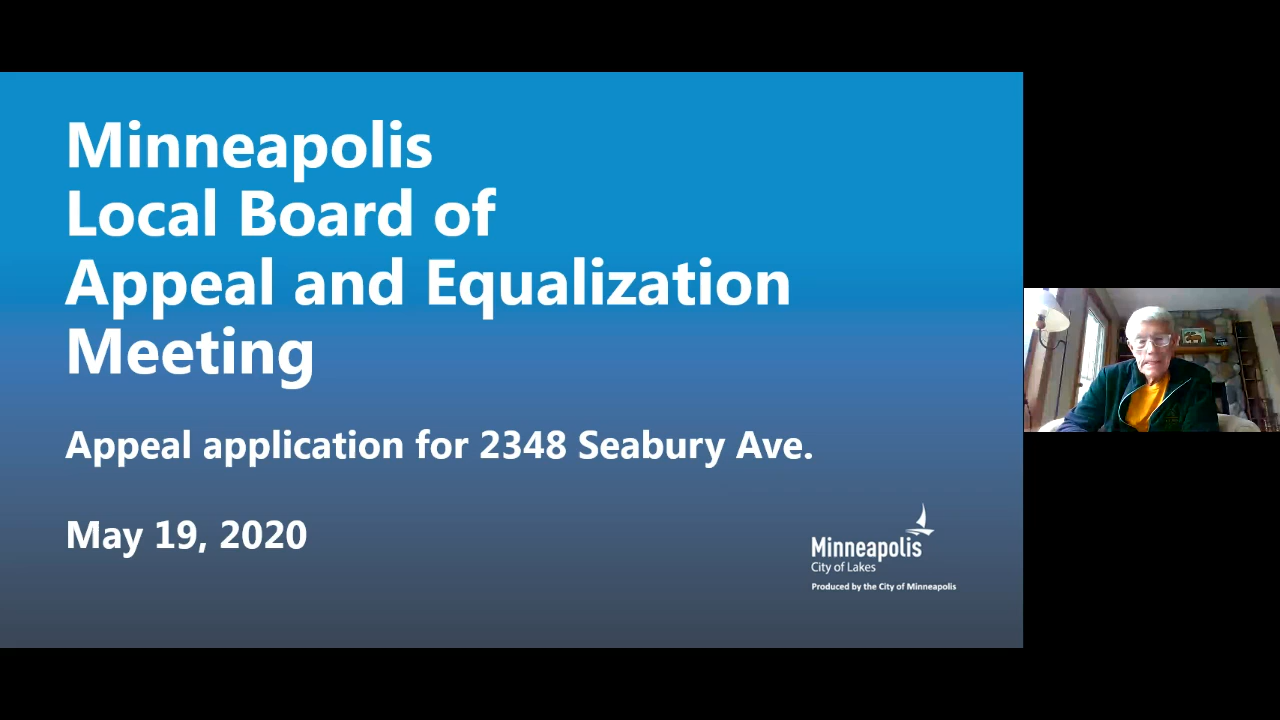 Minneapolis
Local Board of
Appeal and Equalization
Meeting
Appeal application for 2348 Seabury Ave.
May 19, 2020
Minneapolis
City of Lakes
Produced by the City of Minneapolis